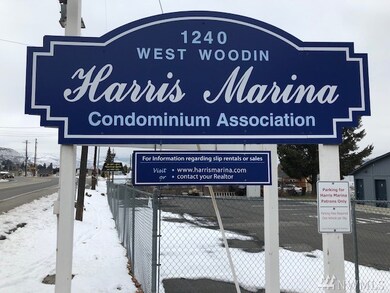 1240
WEST WOODIN
Harris Marina
Condominium Association
For Information regarding slip rentals or sales
Visit • www.harrismarina.com
or • contact your Realtor
Parking for
Harris Marina
Patrons Only
NWMLS